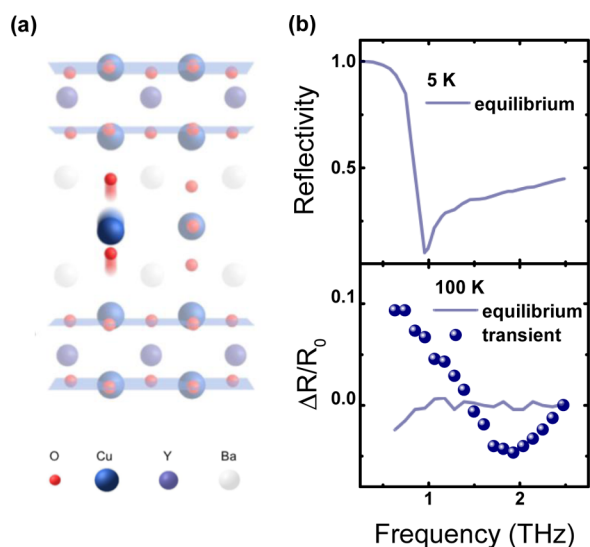 (a)
O Cu Y Ba
(b)
1.0
0.5
Reflectivity
5 K
equilibrium
0.1
0.0
ΔR/R0
100 K
equilibrium
transient
1 2
Frequency (THz)